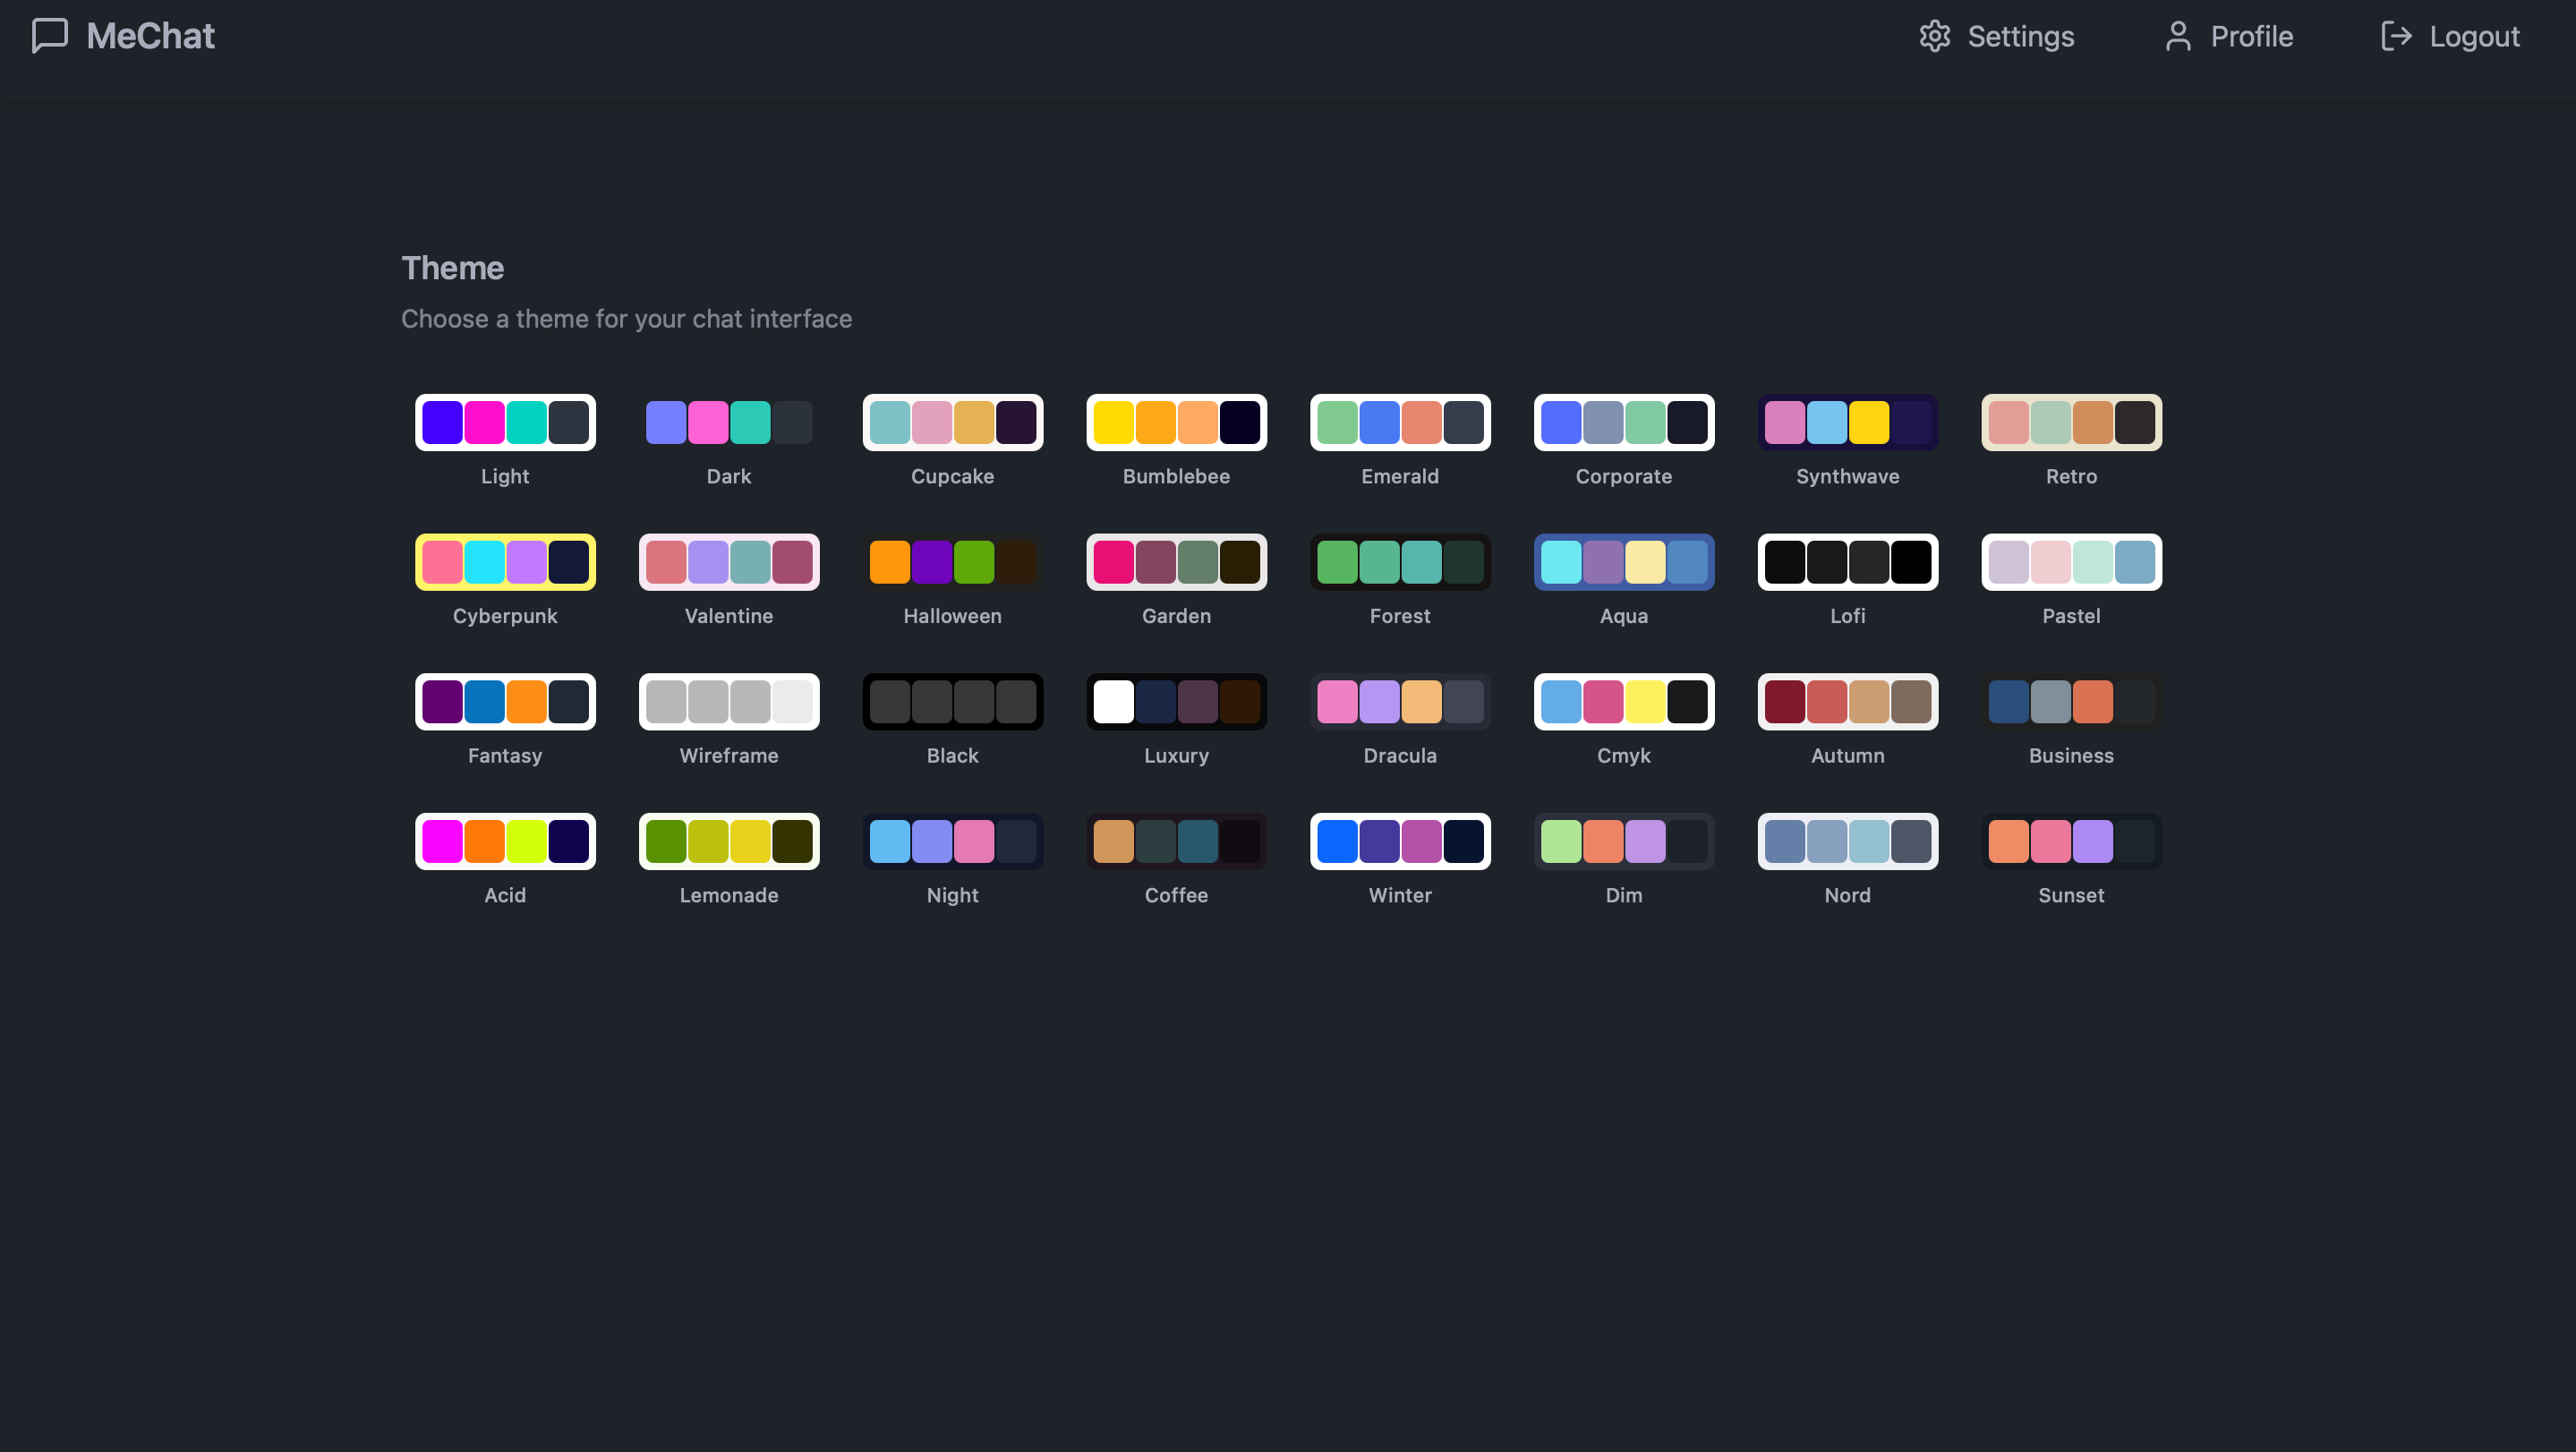 MeChat
Settings
Profile
Logout
Theme
Choose a theme for your chat interface
Light
Dark
Cupcake
Bumblebee
Emerald
Corporate
Synthwave
Retro
Cyberpunk
Valentine
Halloween
Garden
Forest
Aqua
Lofi
Pastel
Fantasy
Wireframe
Black
Luxury
Dracula
Cmyk
Autumn
Business
Acid
Lemonade
Night
Coffee
Winter
Dim
Nord
Sunset